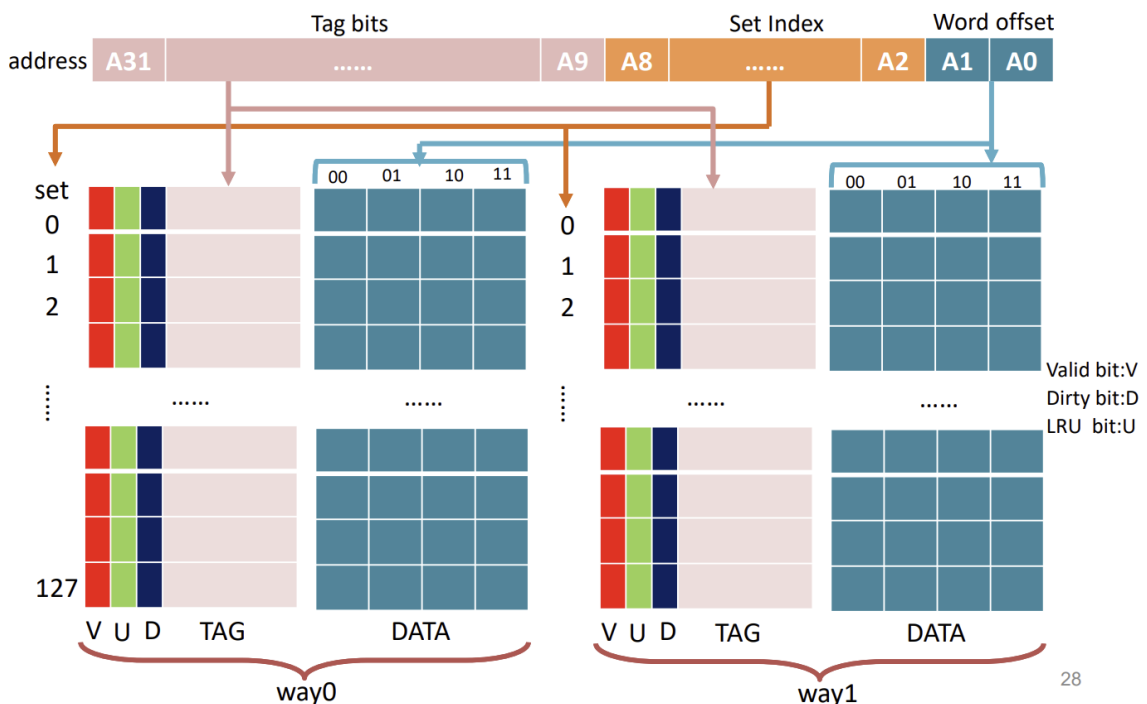 Tag bits Set Index Word offset
address A31 ...... A9 A8 ...... A2 A1 A0
set 00 01 10 11 00 01 10 11
0 0
1 1
2 2
Valid bit:V
...... ...... ...... ...... ...... ...... Dirty bit:D
LRU bit:U
127
V U D TAG DATA V U D TAG DATA
way0 way1
28